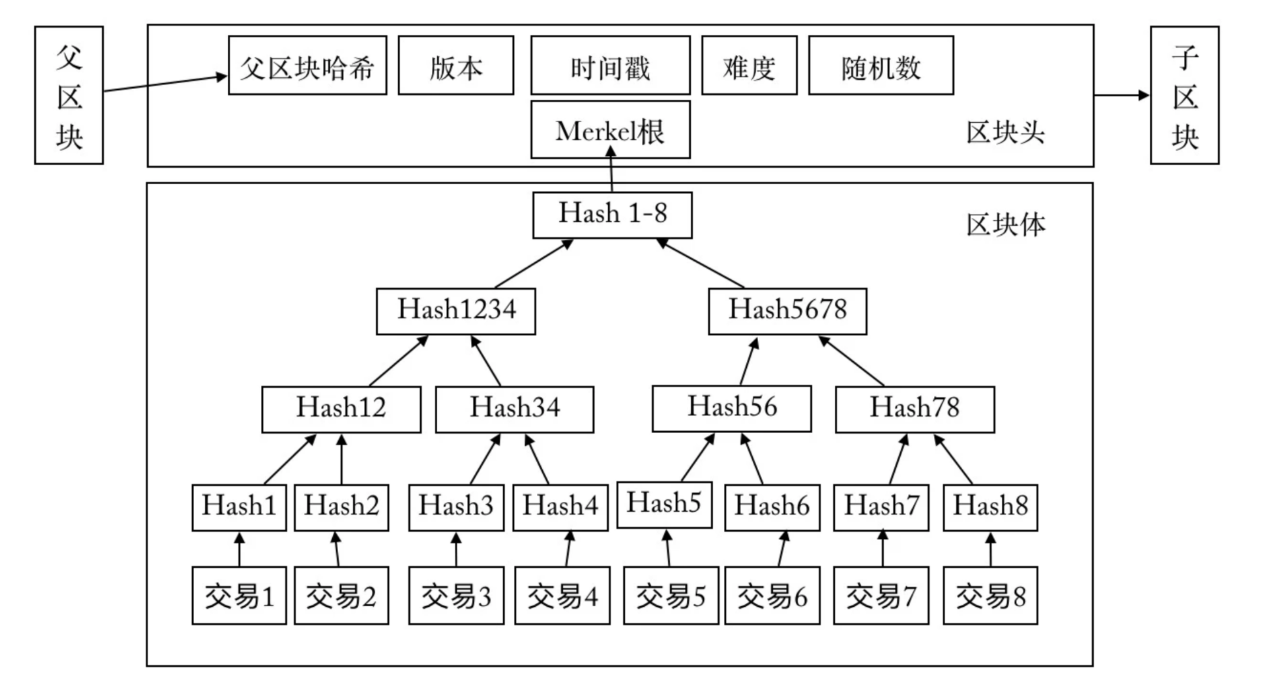 父区块
父区块哈希
版本
时间戳
难度
随机数
子区块
Merkel根
区块头
Hash 1-8
区块体
Hash1234
Hash5678
Hash12
Hash34
Hash56
Hash78
Hash1
Hash2
Hash3
Hash4
Hash5
Hash6
Hash7
Hash8
交易1
交易2
交易3
交易4
交易5
交易6
交易7
交易8